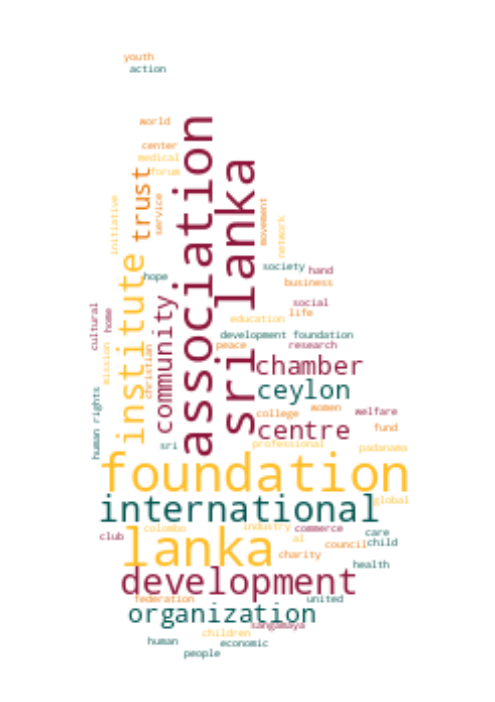 youth
action
world
center
medical
forum
trust
service
association
sri lanka
initiative
institute
movement
network
society
hand
hope
business
social
life
cultural
home
community
education
development foundation
peace
research
mission
christian
chamber
ceylon
human rights
college
women
welfare
centre
fund
sri
professional
padanama
foundation
global
international
colombo
industry
commerce
club
lanka
al
care
council
child
charity
health
development
federation
united
organization
sangamaya
children
human
economic
people